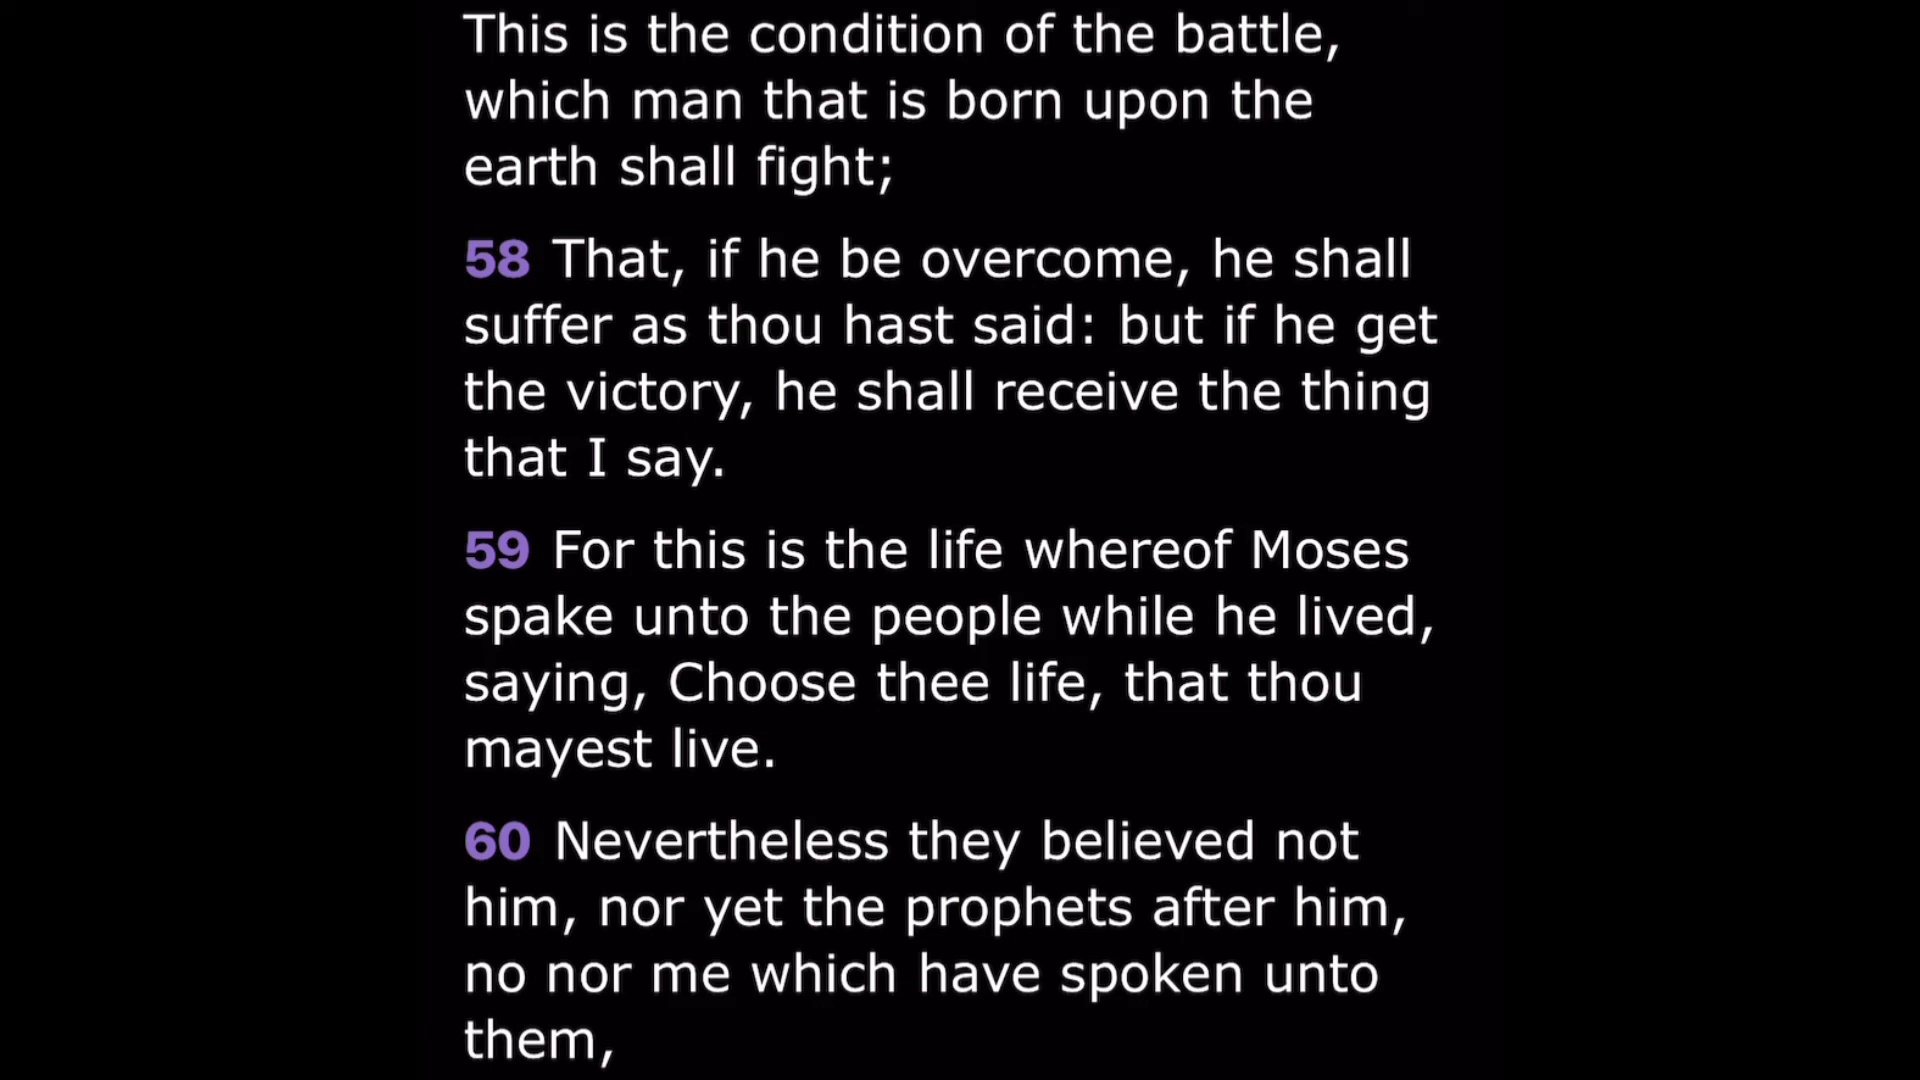 This is the condition of the battle,
which man that is born upon the
earth shall fight;
58 That, if he be overcome, he shall
suffer as thou hast said: but if he get
the victory, he shall receive the thing
that I say.
59 For this is the life whereof Moses
spake unto the people while he lived,
saying, Choose thee life, that thou
mayest live.
60 Nevertheless they believed not
him, nor yet the prophets after him,
no nor me which have spoken unto
them,